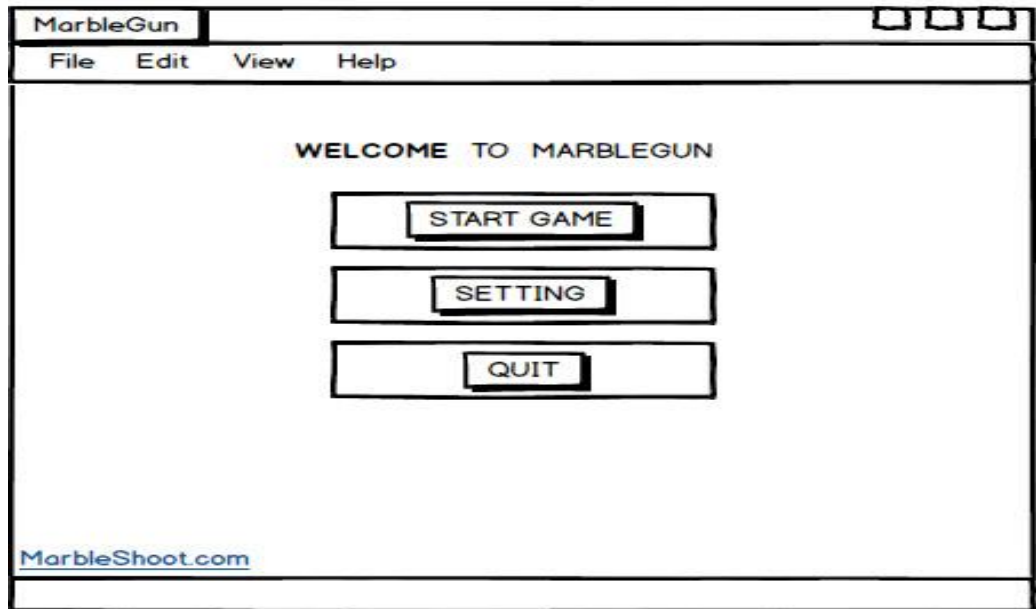 MarbleGun
File Edit View Help
WELCOME TO MARBLEGUN
START GAME
SETTING
QUIT
MarbleShoot.com